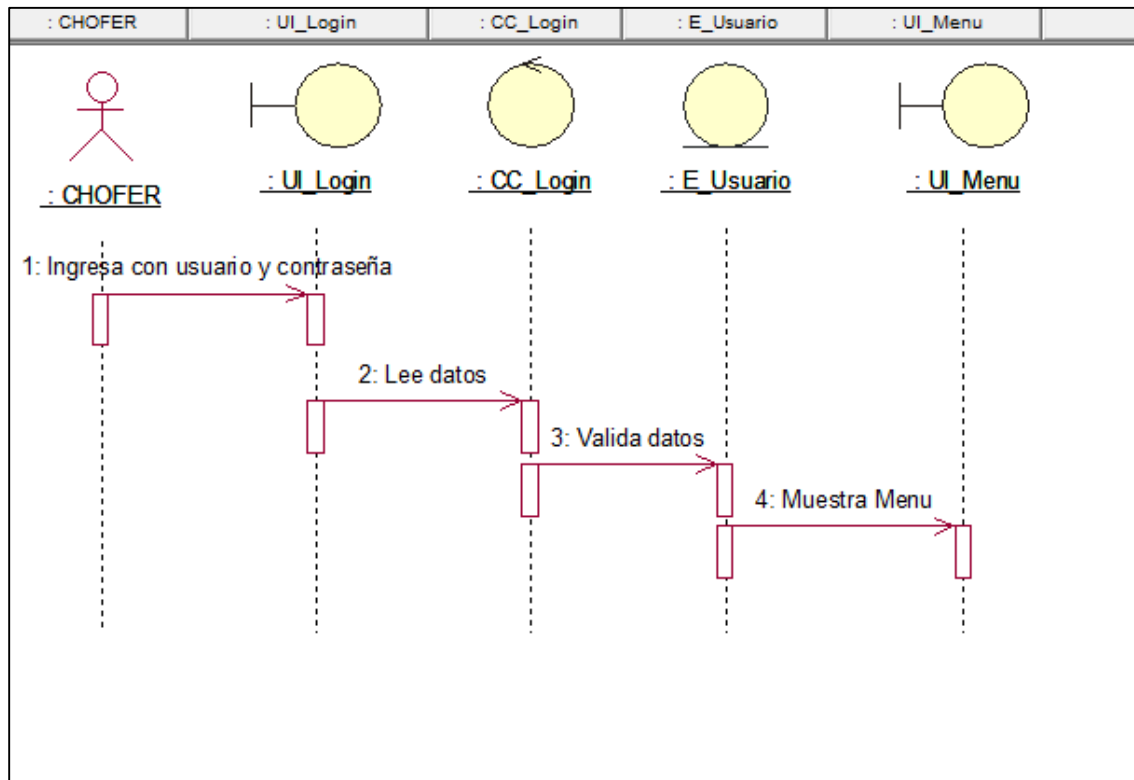 : CHOFER
: UI_Login
: CC_Login
: E_Usuario
: UI_Menu
: CHOFER
: UI_Login
: CC_Login
: E_Usuario
: UI_Menu
1: Ingresa con usuario y contraseña
2: Lee datos
3: Valida datos
4: Muestra Menu